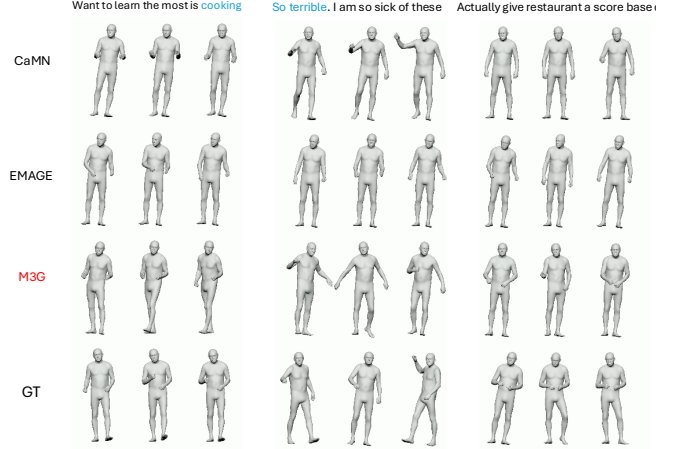 Want to learn the most is cooking
So terrible. I am so sick of these
Actually give restaurant a score base
CaMN
EMAGE
M3G
GT